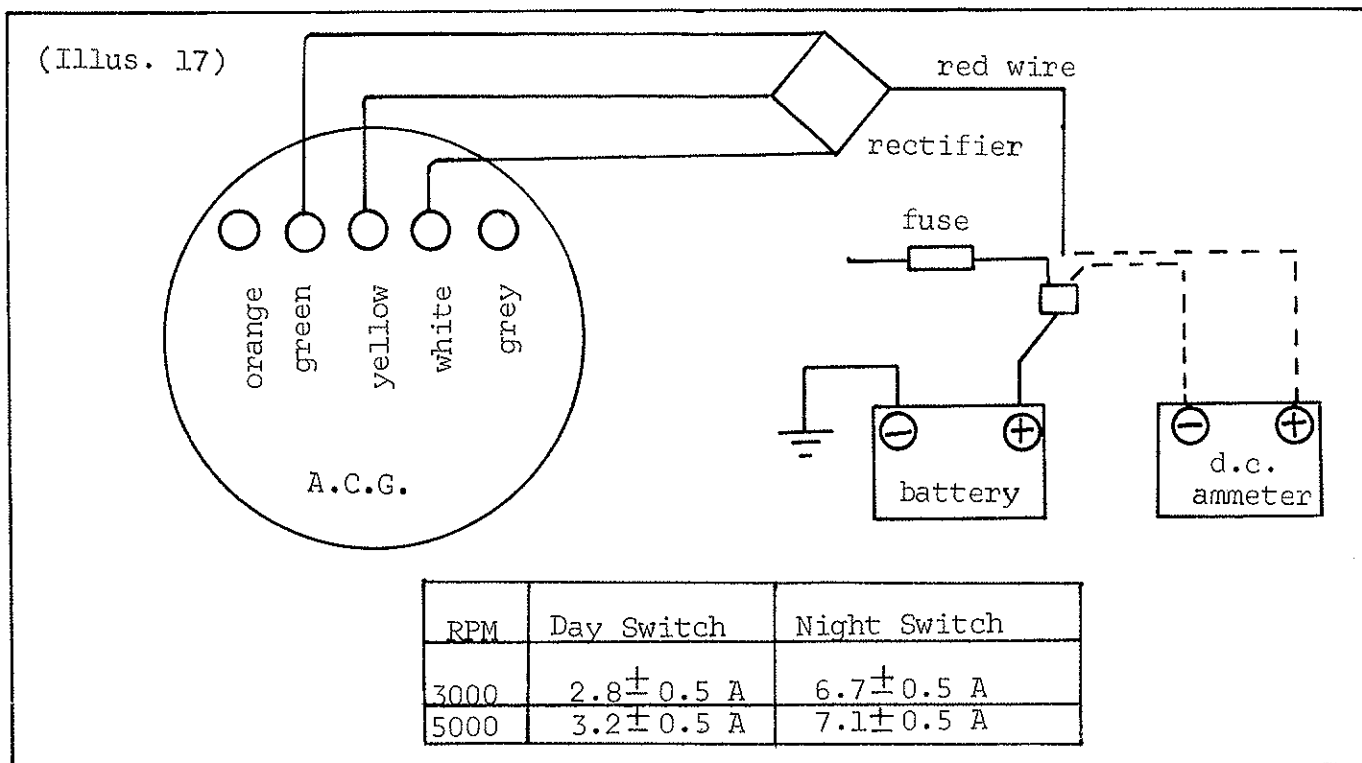 (Illus. 17)
red wire
rectifier
fuse
orange
green
yellow
white
grey
A.C.G.
− +
battery
− +
d.c.
ammeter
RPM Day Switch Night Switch
3000 2.8± 0.5 A 6.7± 0.5 A
5000 3.2± 0.5 A 7.1± 0.5 A